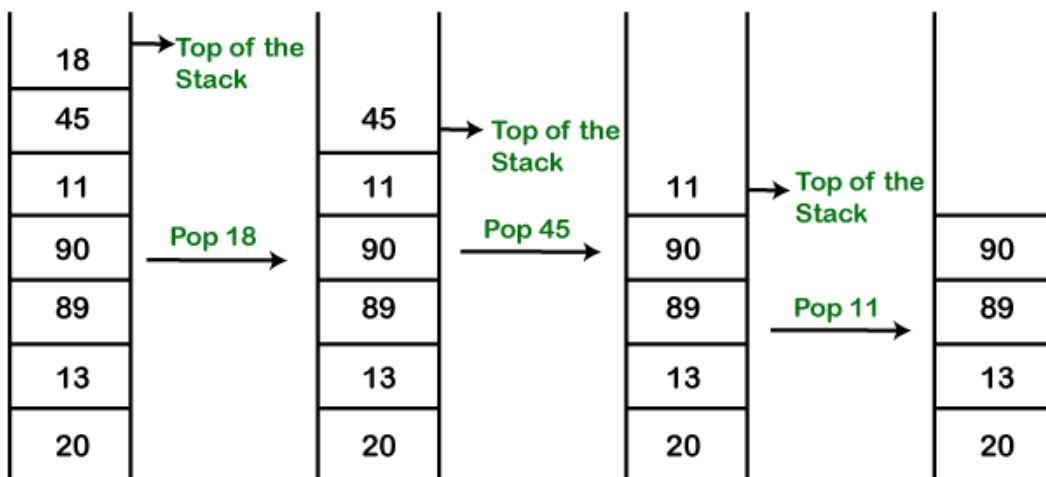 18
45
11
90
89
13
20
Top of the
Stack
Pop 18
45
11
90
89
13
20
Top of the
Stack
Pop 45
11
90
89
13
20
Top of the
Stack
Pop 11
90
89
13
20